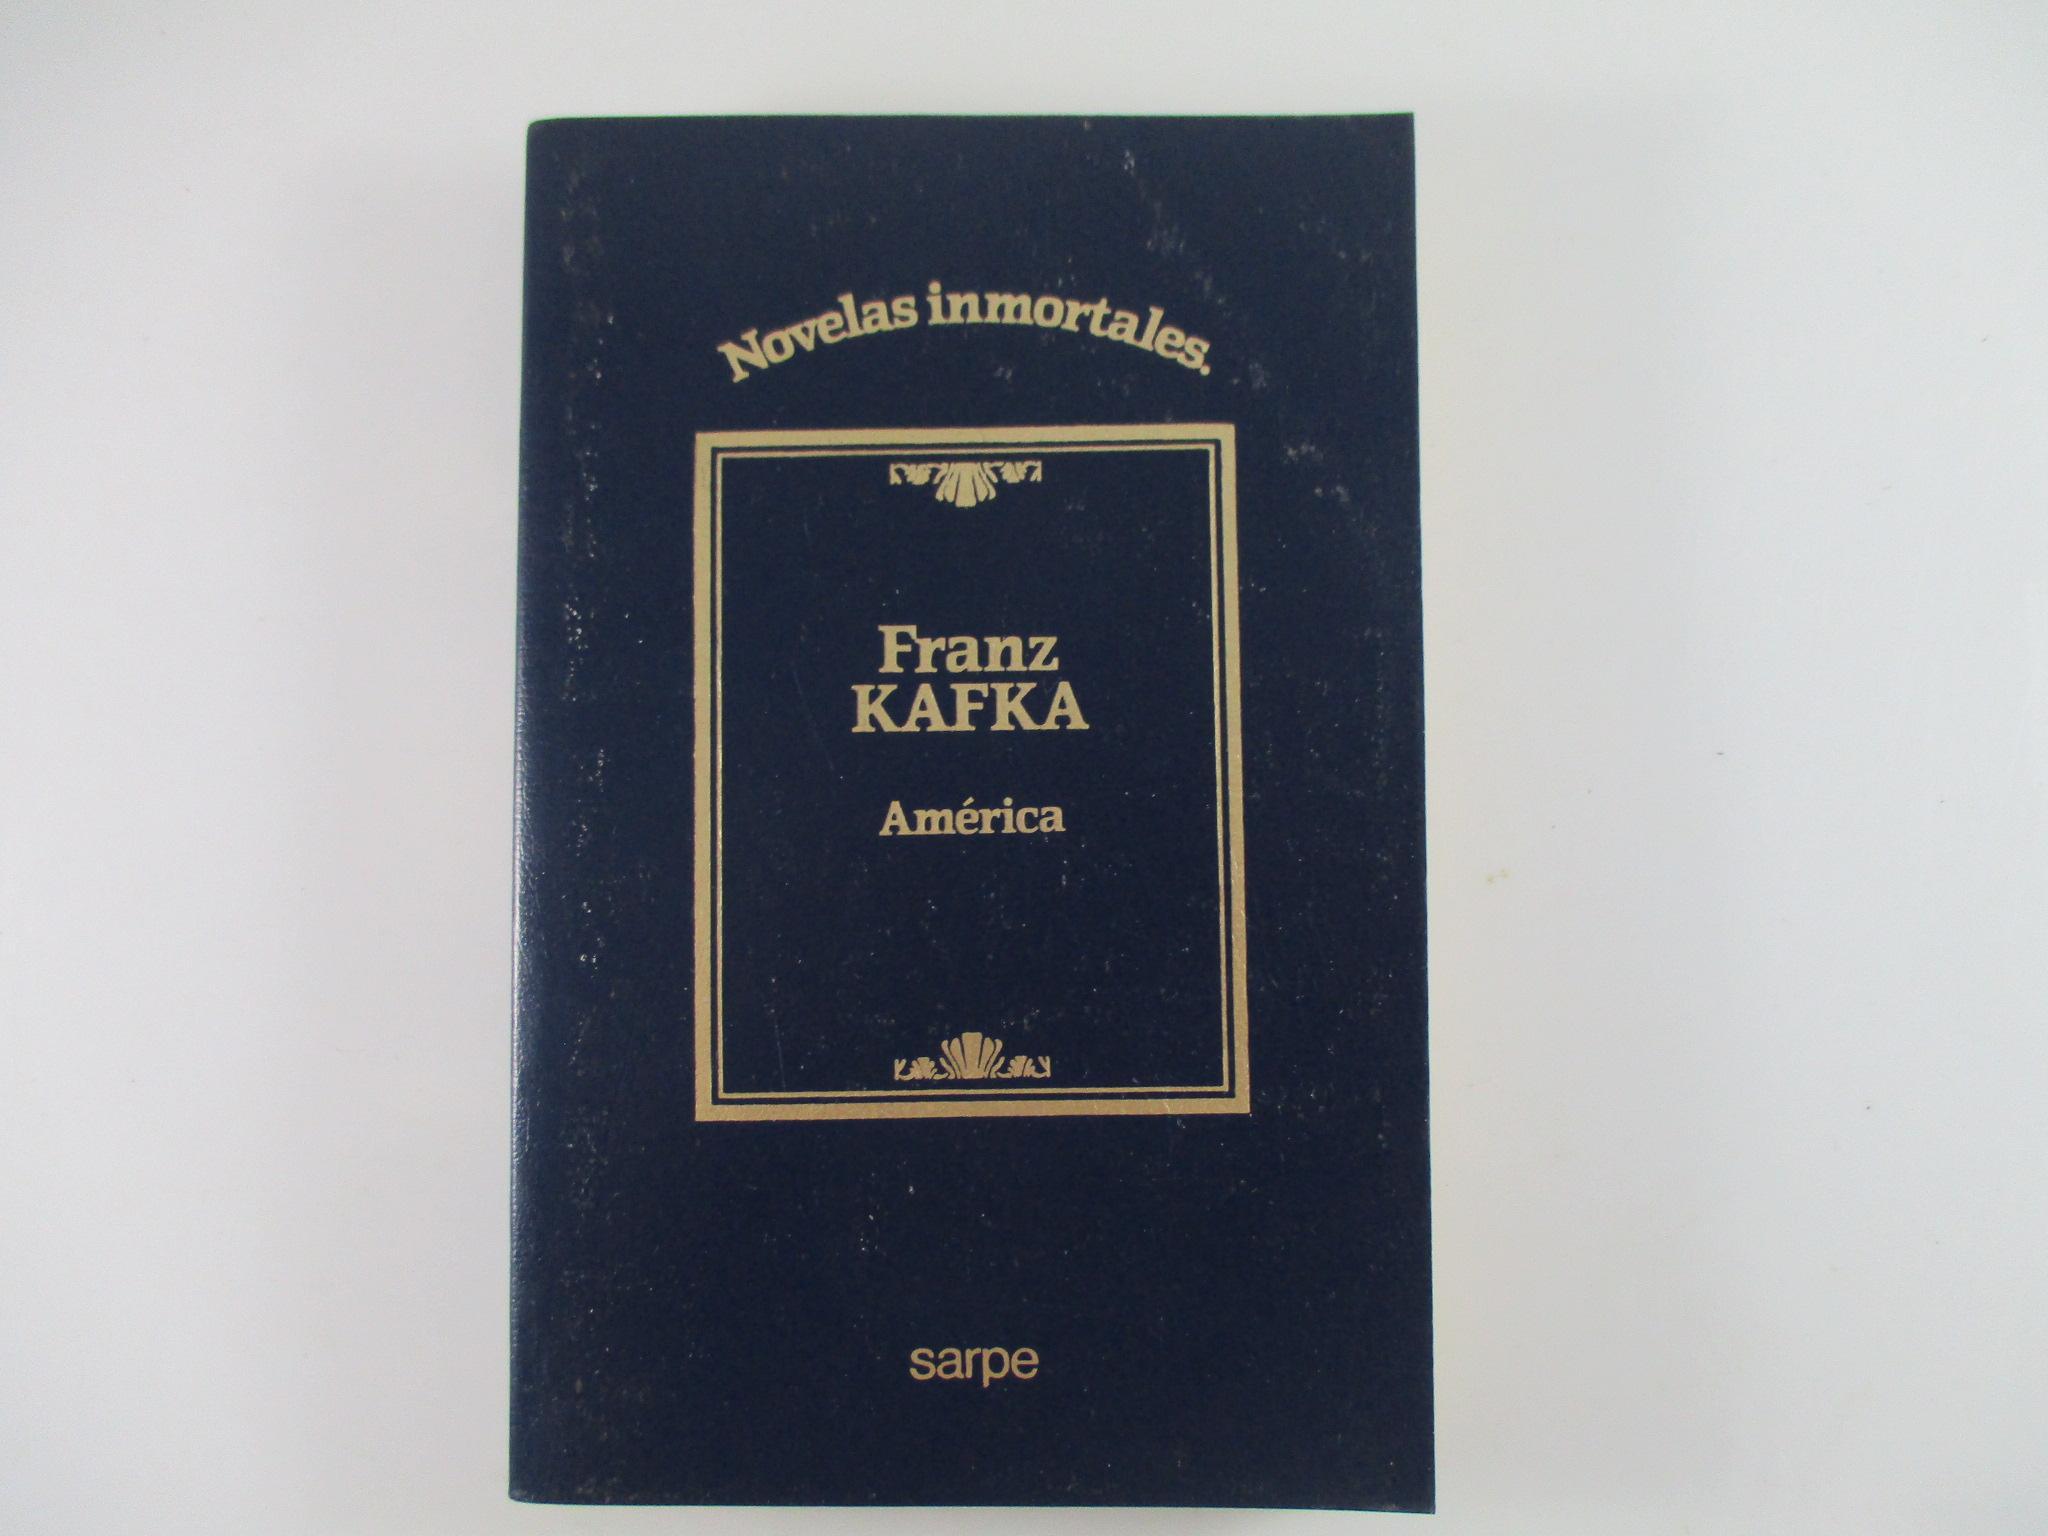 Novelas inmortales.
Franz
KAFKA
América
sarpe